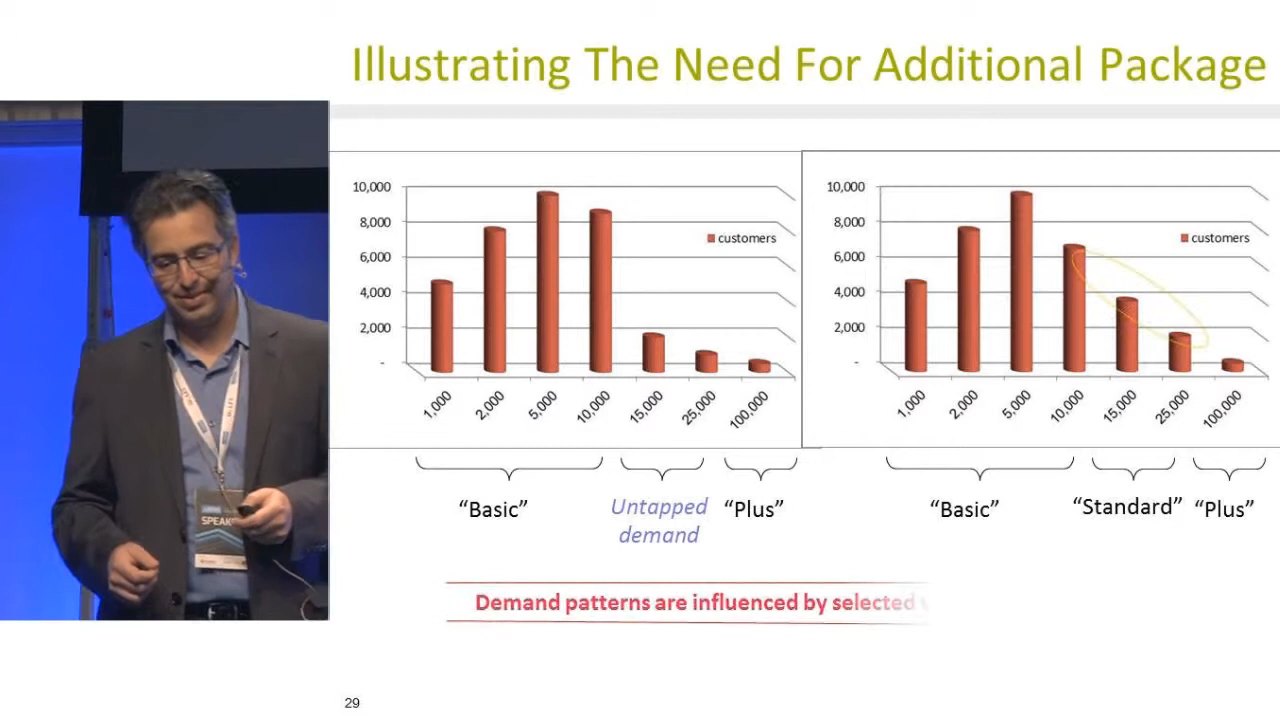 Illustrating The Need For Additional Package
10,000
8,000
6,000
4,000
2,000
-
customers
1,000
2,000
5,000
10,000
15,000
25,000
100,000
"Basic"
Untapped
demand
"Plus"
10,000
8,000
6,000
4,000
2,000
-
customers
1,000
2,000
5,000
10,000
15,000
25,000
100,000
"Basic"
"Standard"
"Plus"
Demand patterns are influenced by selected
29